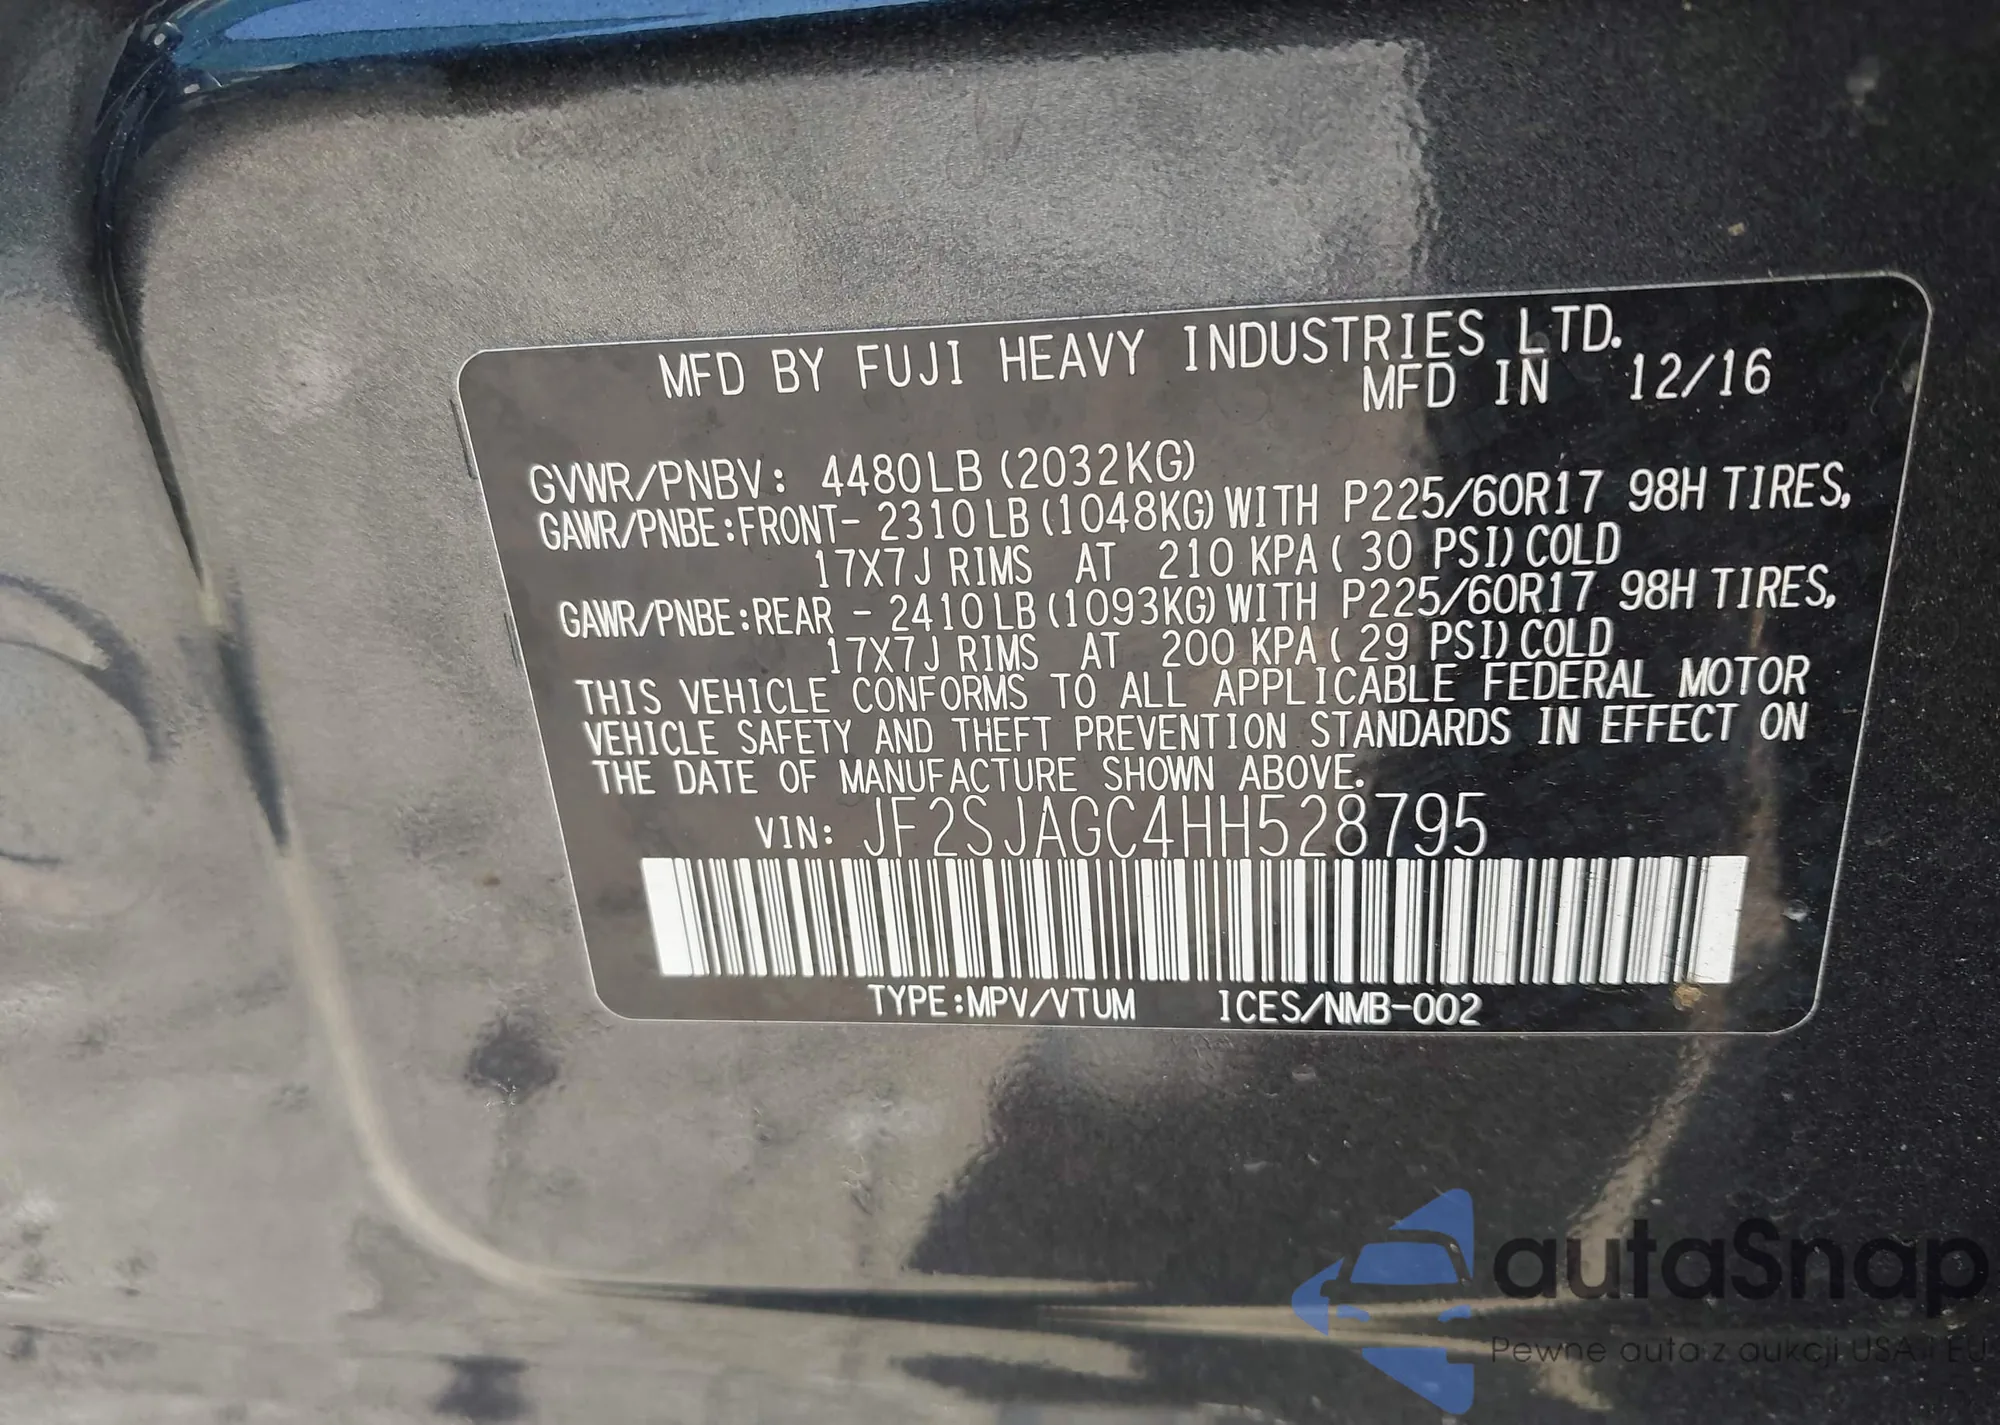 MFD BY FUJI HEAVY INDUSTRIES LTD.
MFD IN 12/16
GVWR/PNBV: 4480LB (2032KG)
GAWR/PNBE:FRONT- 2310LB (1048KG) WITH P225/60R17 98H TIRES,
17X7J RIMS AT 210 KPA ( 30 PSI) COLD
GAWR/PNBE:REAR - 2410LB (1093KG) WITH P225/60R17 98H TIRES,
17X7J RIMS AT 200 KPA ( 29 PSI) COLD
THIS VEHICLE CONFORMS TO ALL APPLICABLE FEDERAL MOTOR
VEHICLE SAFETY AND THEFT PREVENTION STANDARDS IN EFFECT ON
THE DATE OF MANUFACTURE SHOWN ABOVE.
VIN: JF2SJAGC4HH528795
TYPE:MPV/VTUM ICES/NMB-002
autaSnap
Pewne auta z aukcji USA i EU